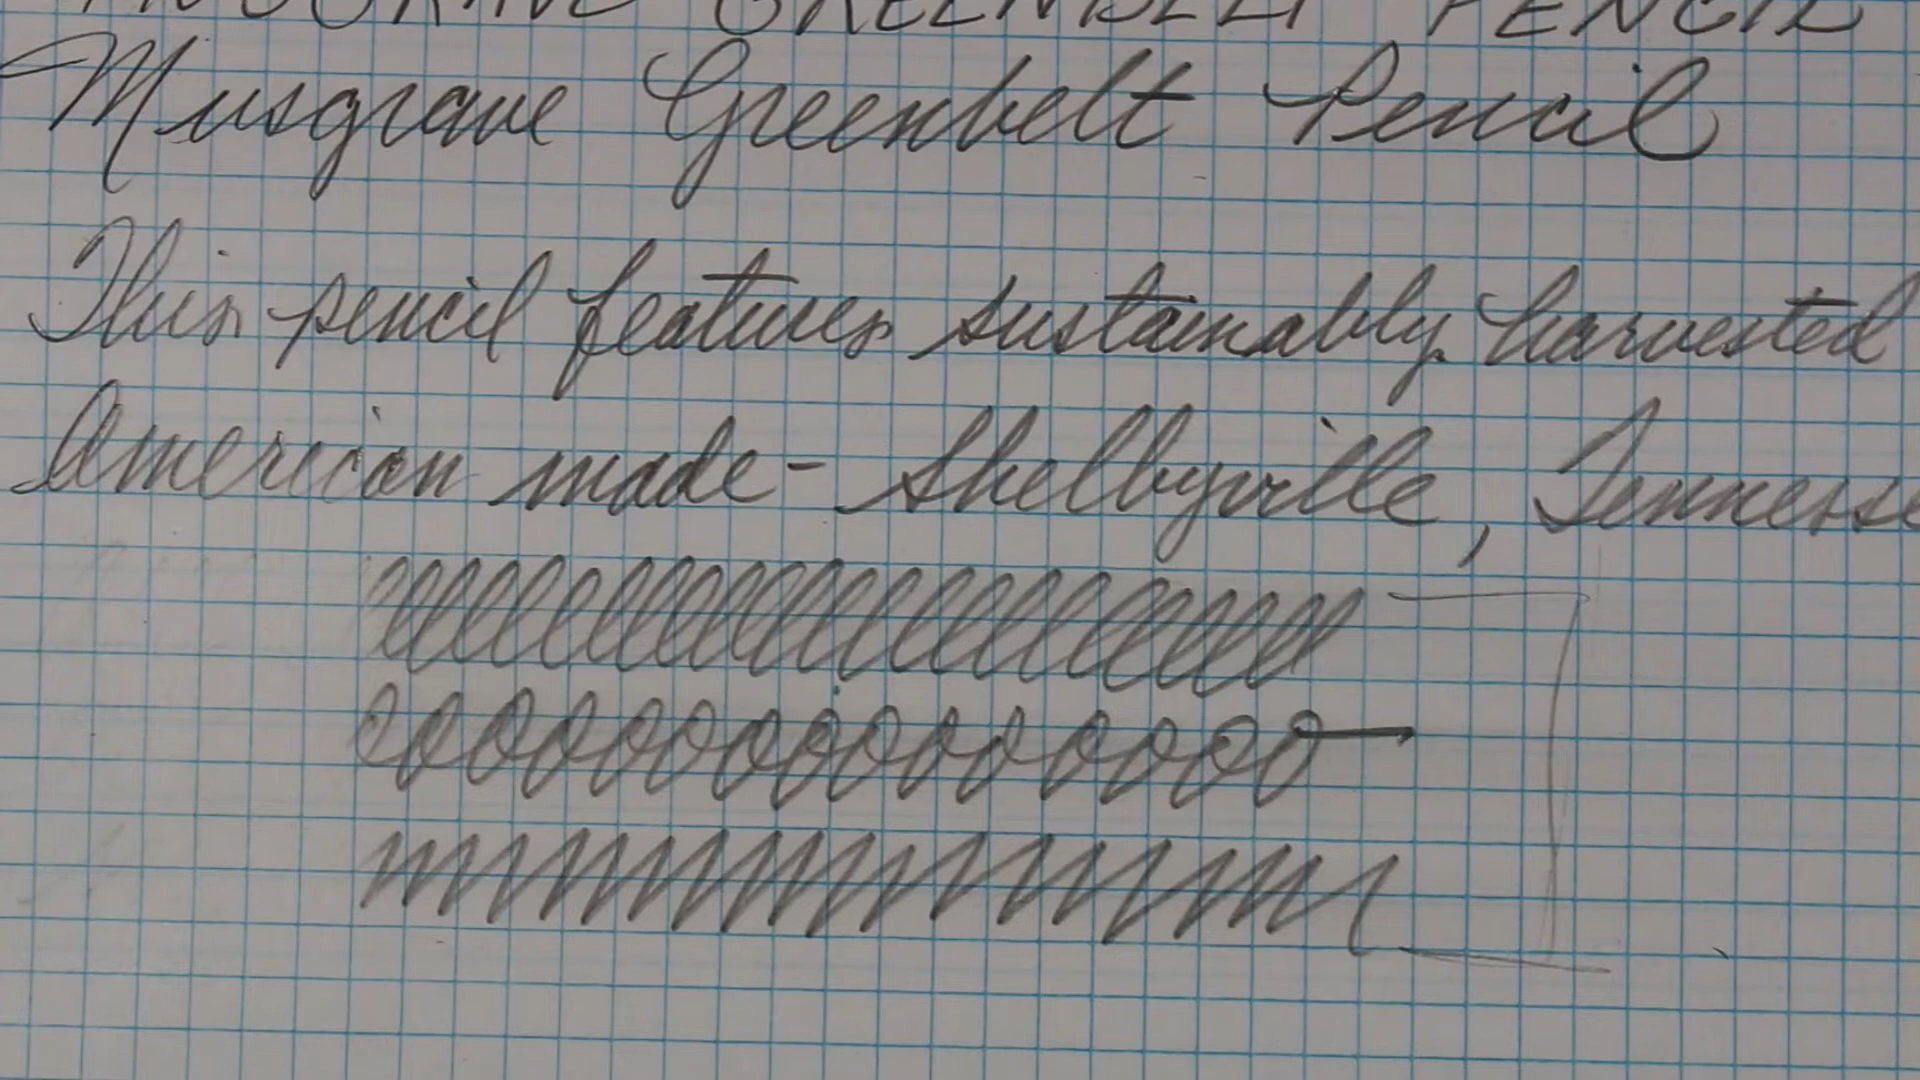 MUSGRAVE GREENBELT PENCIL
Musgrave Greenbelt Pencil
This pencil features sustainably harvested
American made - Shelbyville, Tennesse